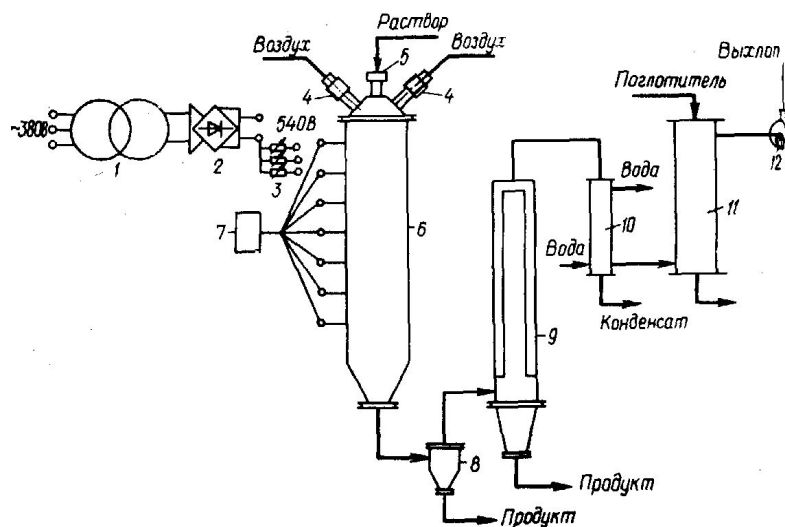 Раствор
Воздух
5
Воздух
4
4
Выхлоп
Поглотитель
~380В
540В
12
1
2
3
Вода
7
6
10
11
Вода
Конденсат
9
8
Продукт
Продукт